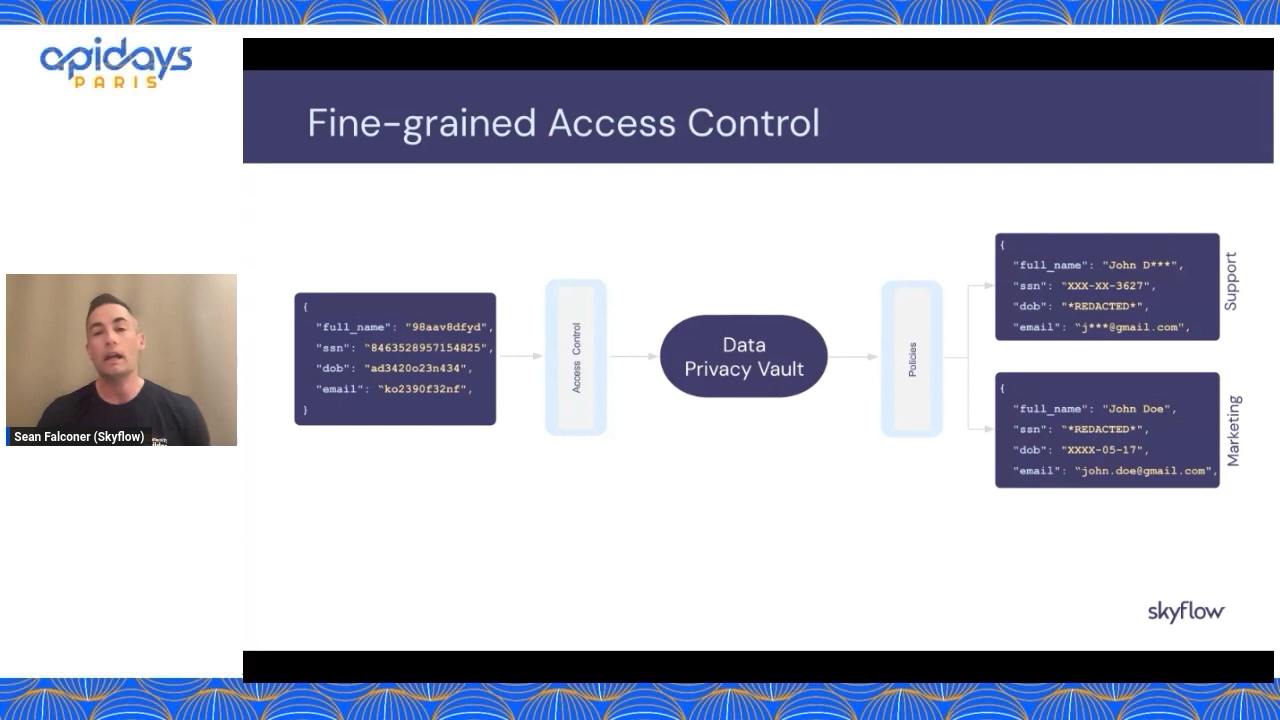 apidays
PARIS
Fine-grained Access Control
{
"full_name": "98aav8dfyd",
"ssn": "8463528957154825",
"dob": "ad3420o23n434",
"email": "ko2390f32nf",
}
Access Control
Data
Privacy Vault
Policies
{
"full_name": "John D***",
"ssn": "XXX-XX-3627",
"dob": "*REDACTED*",
"email": "j***@gmail.com",
Support
{
"full_name": "John Doe",
"ssn": "*REDACTED*",
"dob": "XXXX-05-17",
"email": "john.doe@gmail.com",
Marketing
Sean Falconer (Skyflow)
skyflow